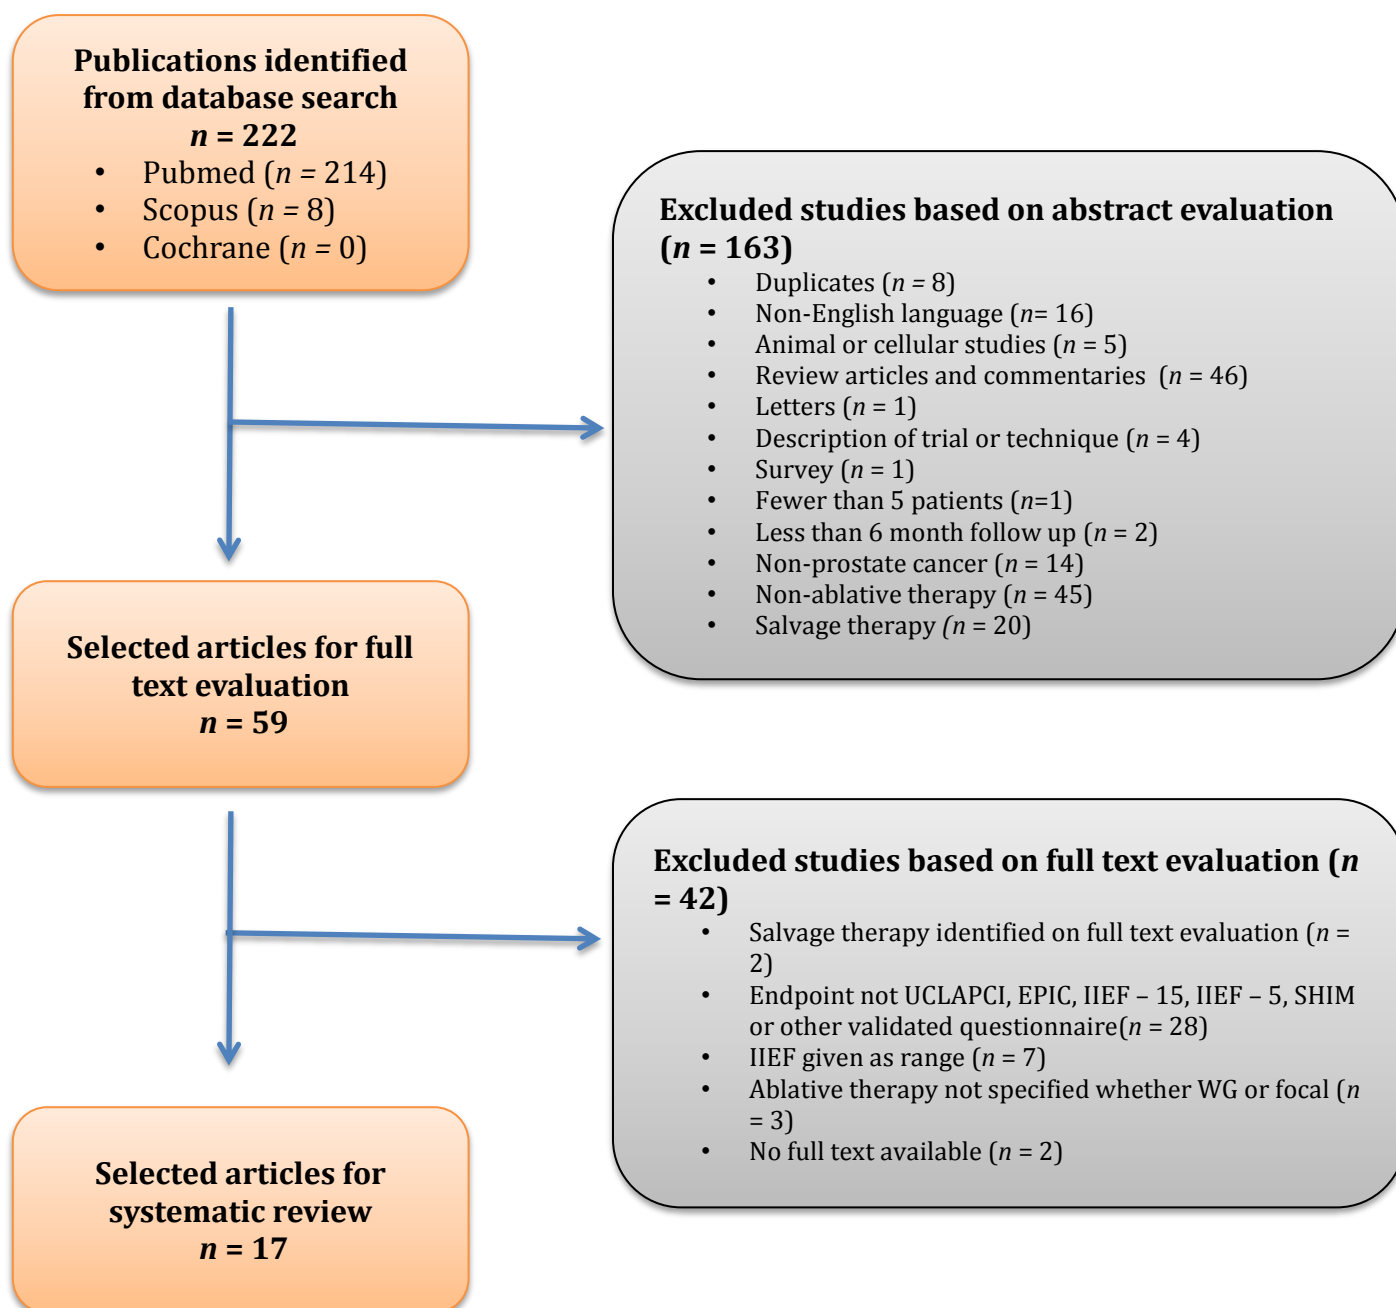 Publications identified
from database search
n = 222
• Pubmed (n = 214)
• Scopus (n = 8)
• Cochrane (n = 0)
Excluded studies based on abstract evaluation
(n = 163)
• Duplicates (n = 8)
• Non-English language (n= 16)
• Animal or cellular studies (n = 5)
• Review articles and commentaries (n = 46)
• Letters (n = 1)
• Description of trial or technique (n = 4)
• Survey (n = 1)
• Fewer than 5 patients (n=1)
• Less than 6 month follow up (n = 2)
• Non-prostate cancer (n = 14)
• Non-ablative therapy (n = 45)
• Salvage therapy (n = 20)
Selected articles for full
text evaluation
n = 59
Excluded studies based on full text evaluation (n
= 42)
• Salvage therapy identified on full text evaluation (n =
2)
• Endpoint not UCLAPCI, EPIC, IIEF – 15, IIEF – 5, SHIM
or other validated questionnaire(n = 28)
• IIEF given as range (n = 7)
• Ablative therapy not specified whether WG or focal (n
= 3)
• No full text available (n = 2)
Selected articles for
systematic review
n = 17